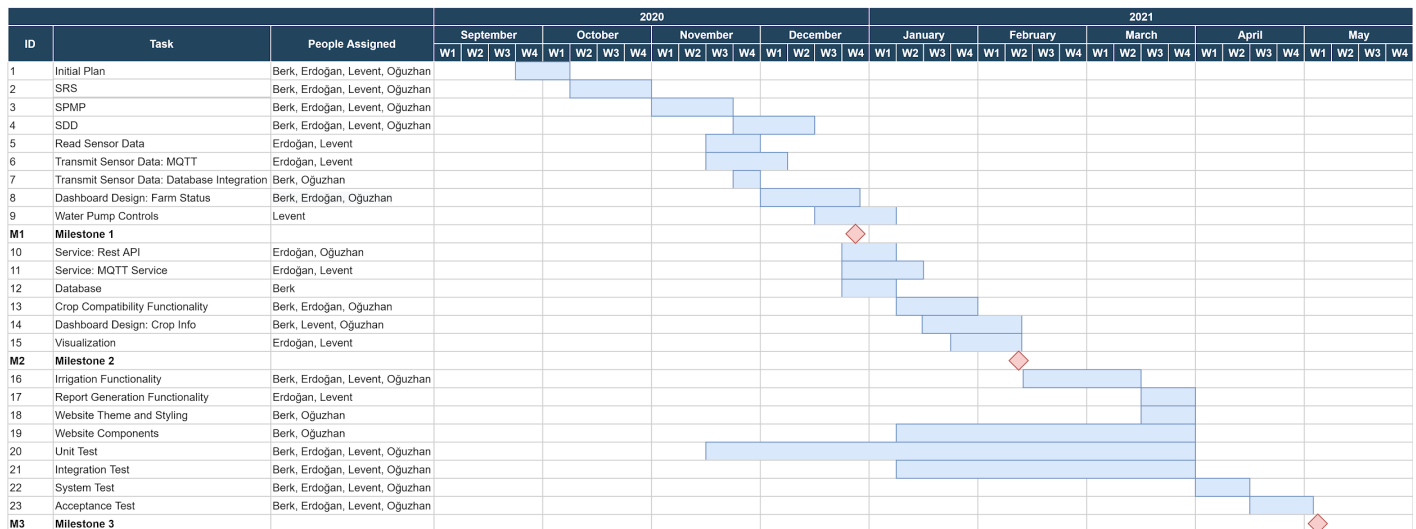 2020 2021
ID Task People Assigned September October November December January February March April May
W1 W2 W3 W4 W1 W2 W3 W4 W1 W2 W3 W4 W1 W2 W3 W4 W1 W2 W3 W4 W1 W2 W3 W4 W1 W2 W3 W4 W1 W2 W3 W4 W1 W2 W3 W4
1 Initial Plan Berk, Erdoğan, Levent, Oğuzhan
2 SRS Berk, Erdoğan, Levent, Oğuzhan
3 SPMP Berk, Erdoğan, Levent, Oğuzhan
4 SDD Berk, Erdoğan, Levent, Oğuzhan
5 Read Sensor Data Erdoğan, Levent
6 Transmit Sensor Data: MQTT Erdoğan, Levent
7 Transmit Sensor Data: Database Integration Berk, Oğuzhan
8 Dashboard Design: Farm Status Berk, Erdoğan, Oğuzhan
9 Water Pump Controls Levent
M1 Milestone 1
10 Service: Rest API Erdoğan, Oğuzhan
11 Service: MQTT Service Erdoğan, Levent
12 Database Berk
13 Crop Compatibility Functionality Berk, Erdoğan, Oğuzhan
14 Dashboard Design: Crop Info Berk, Levent, Oğuzhan
15 Visualization Erdoğan, Levent
M2 Milestone 2
16 Irrigation Functionality Berk, Erdoğan, Levent, Oğuzhan
17 Report Generation Functionality Erdoğan, Levent
18 Website Theme and Styling Berk, Oğuzhan
19 Website Components Berk, Oğuzhan
20 Unit Test Berk, Erdoğan, Levent, Oğuzhan
21 Integration Test Berk, Erdoğan, Levent, Oğuzhan
22 System Test Berk, Erdoğan, Levent, Oğuzhan
23 Acceptance Test Berk, Erdoğan, Levent, Oğuzhan
M3 Milestone 3